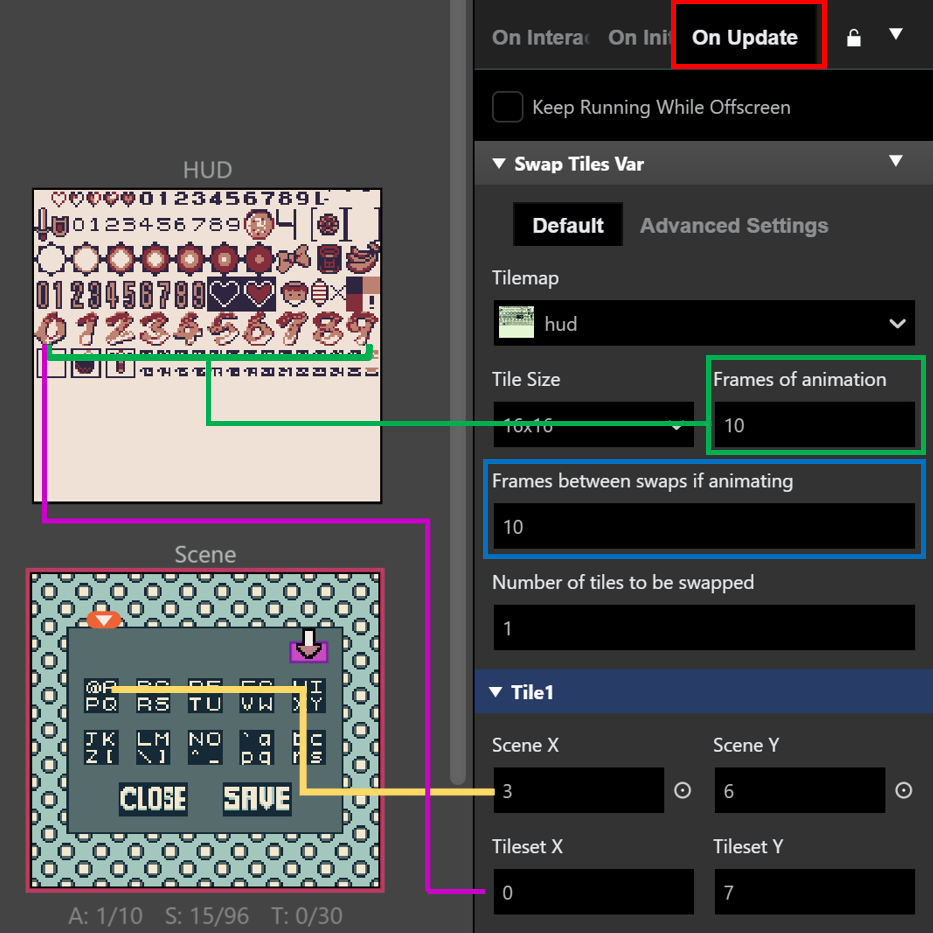 On Interac On Init On Update
Keep Running While Offscreen
Swap Tiles Var
Default Advanced Settings
Tilemap
hud
Tile Size Frames of animation
16x16 10
Frames between swaps if animating
10
Number of tiles to be swapped
1
Tile1
Scene X Scene Y
3 6
Tileset X Tileset Y
0 7
HUD
0123456789
0123456789 4 [ ]
0123456789
0123456789
Scene
@A
PQ RS TU VW XY
JK LM NO `a bc
Z[ \] ^_ pq rs
CLOSE SAVE
A: 1/10 S: 15/96 T: 0/30